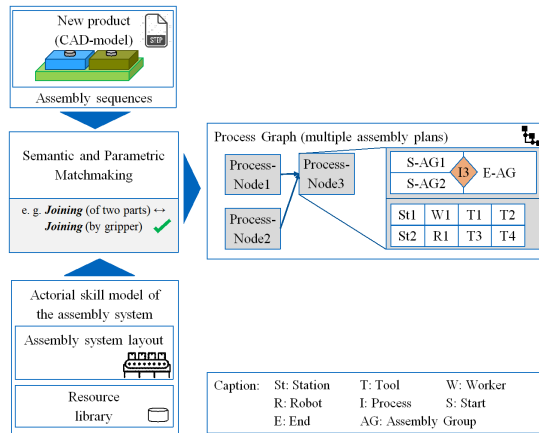 New product
(CAD-model)
STEP
Assembly sequences
Semantic and Parametric
Matchmaking
e. g. Joining (of two parts) ↔
Joining (by gripper)
Actorial skill model of
the assembly system
Assembly system layout
Resource
library
Process Graph (multiple assembly plans)
Process-
Node1
Process-
Node3
Process-
Node2
S-AG1
S-AG2
I3
E-AG
St1 W1 T1 T2
St2 R1 T3 T4
Caption: St: Station T: Tool W: Worker
R: Robot I: Process S: Start
E: End AG: Assembly Group